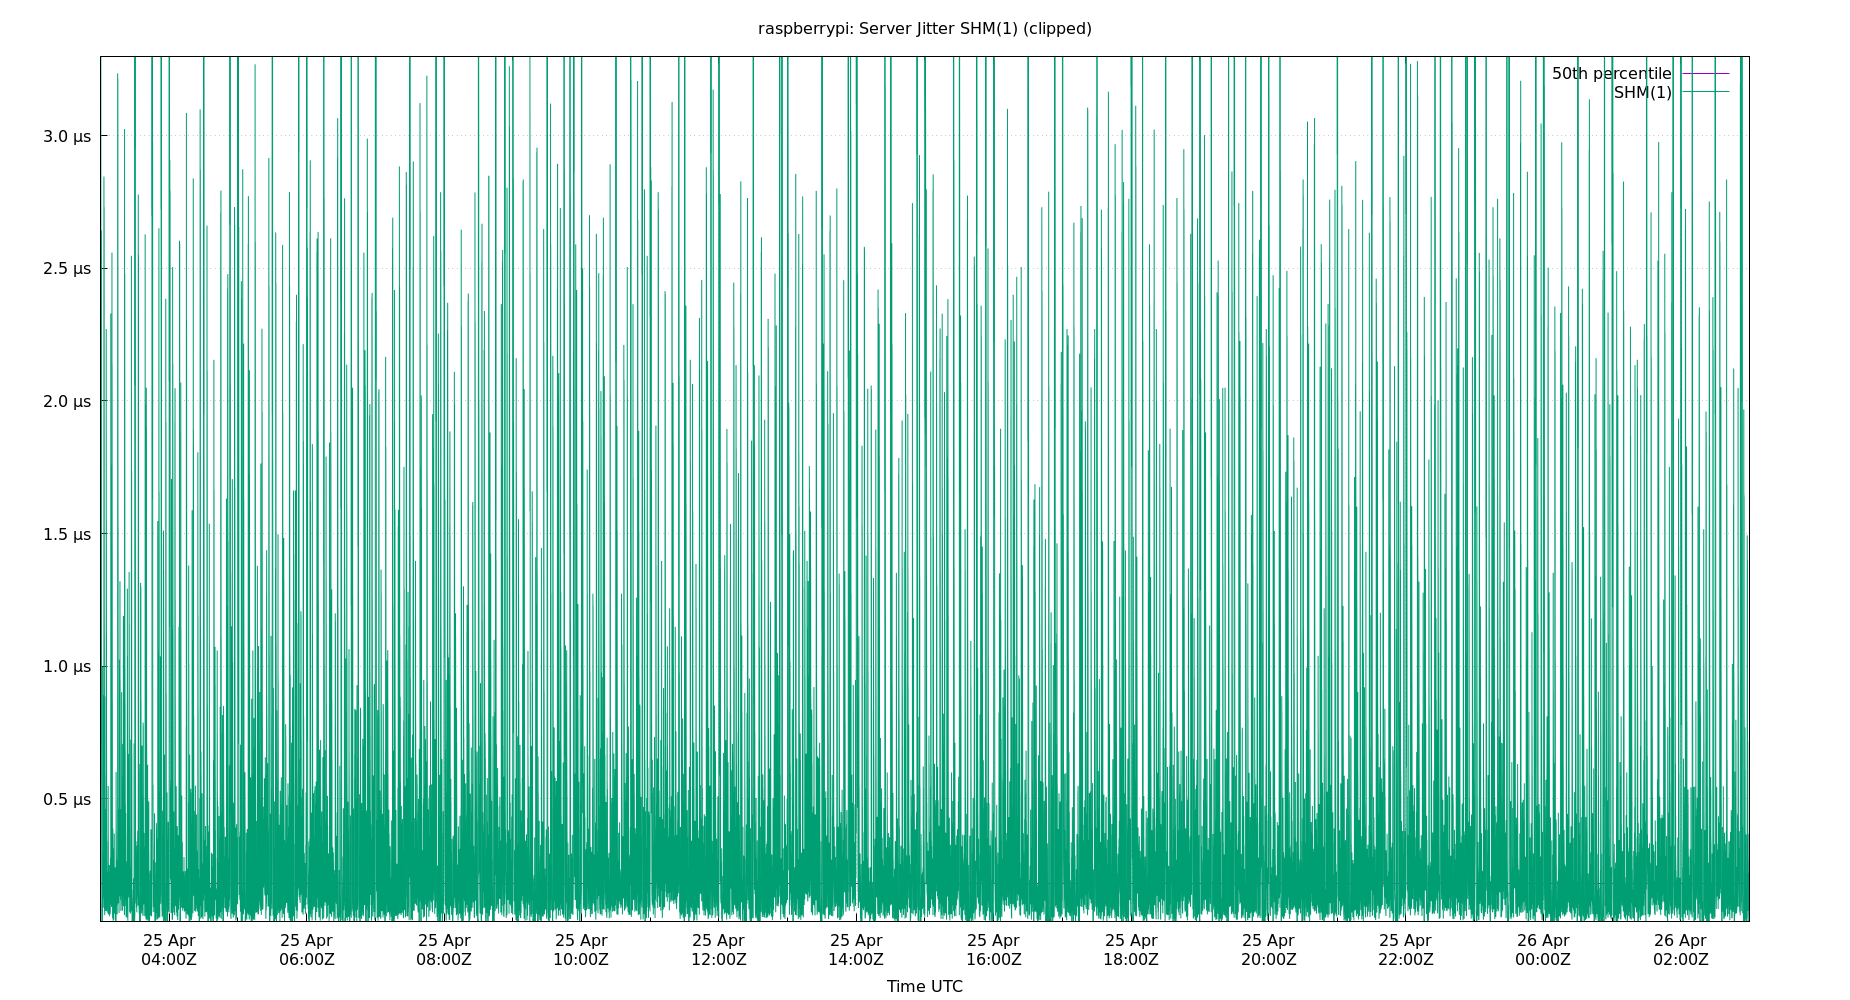 raspberrypi: Server Jitter SHM(1) (clipped)
50th percentile
SHM(1)
3.0 µs
2.5 µs
2.0 µs
1.5 µs
1.0 µs
0.5 µs
25 Apr 25 Apr 25 Apr 25 Apr 25 Apr 25 Apr 25 Apr 25 Apr 25 Apr 25 Apr 26 Apr 26 Apr
04:00Z 06:00Z 08:00Z 10:00Z 12:00Z 14:00Z 16:00Z 18:00Z 20:00Z 22:00Z 00:00Z 02:00Z
Time UTC